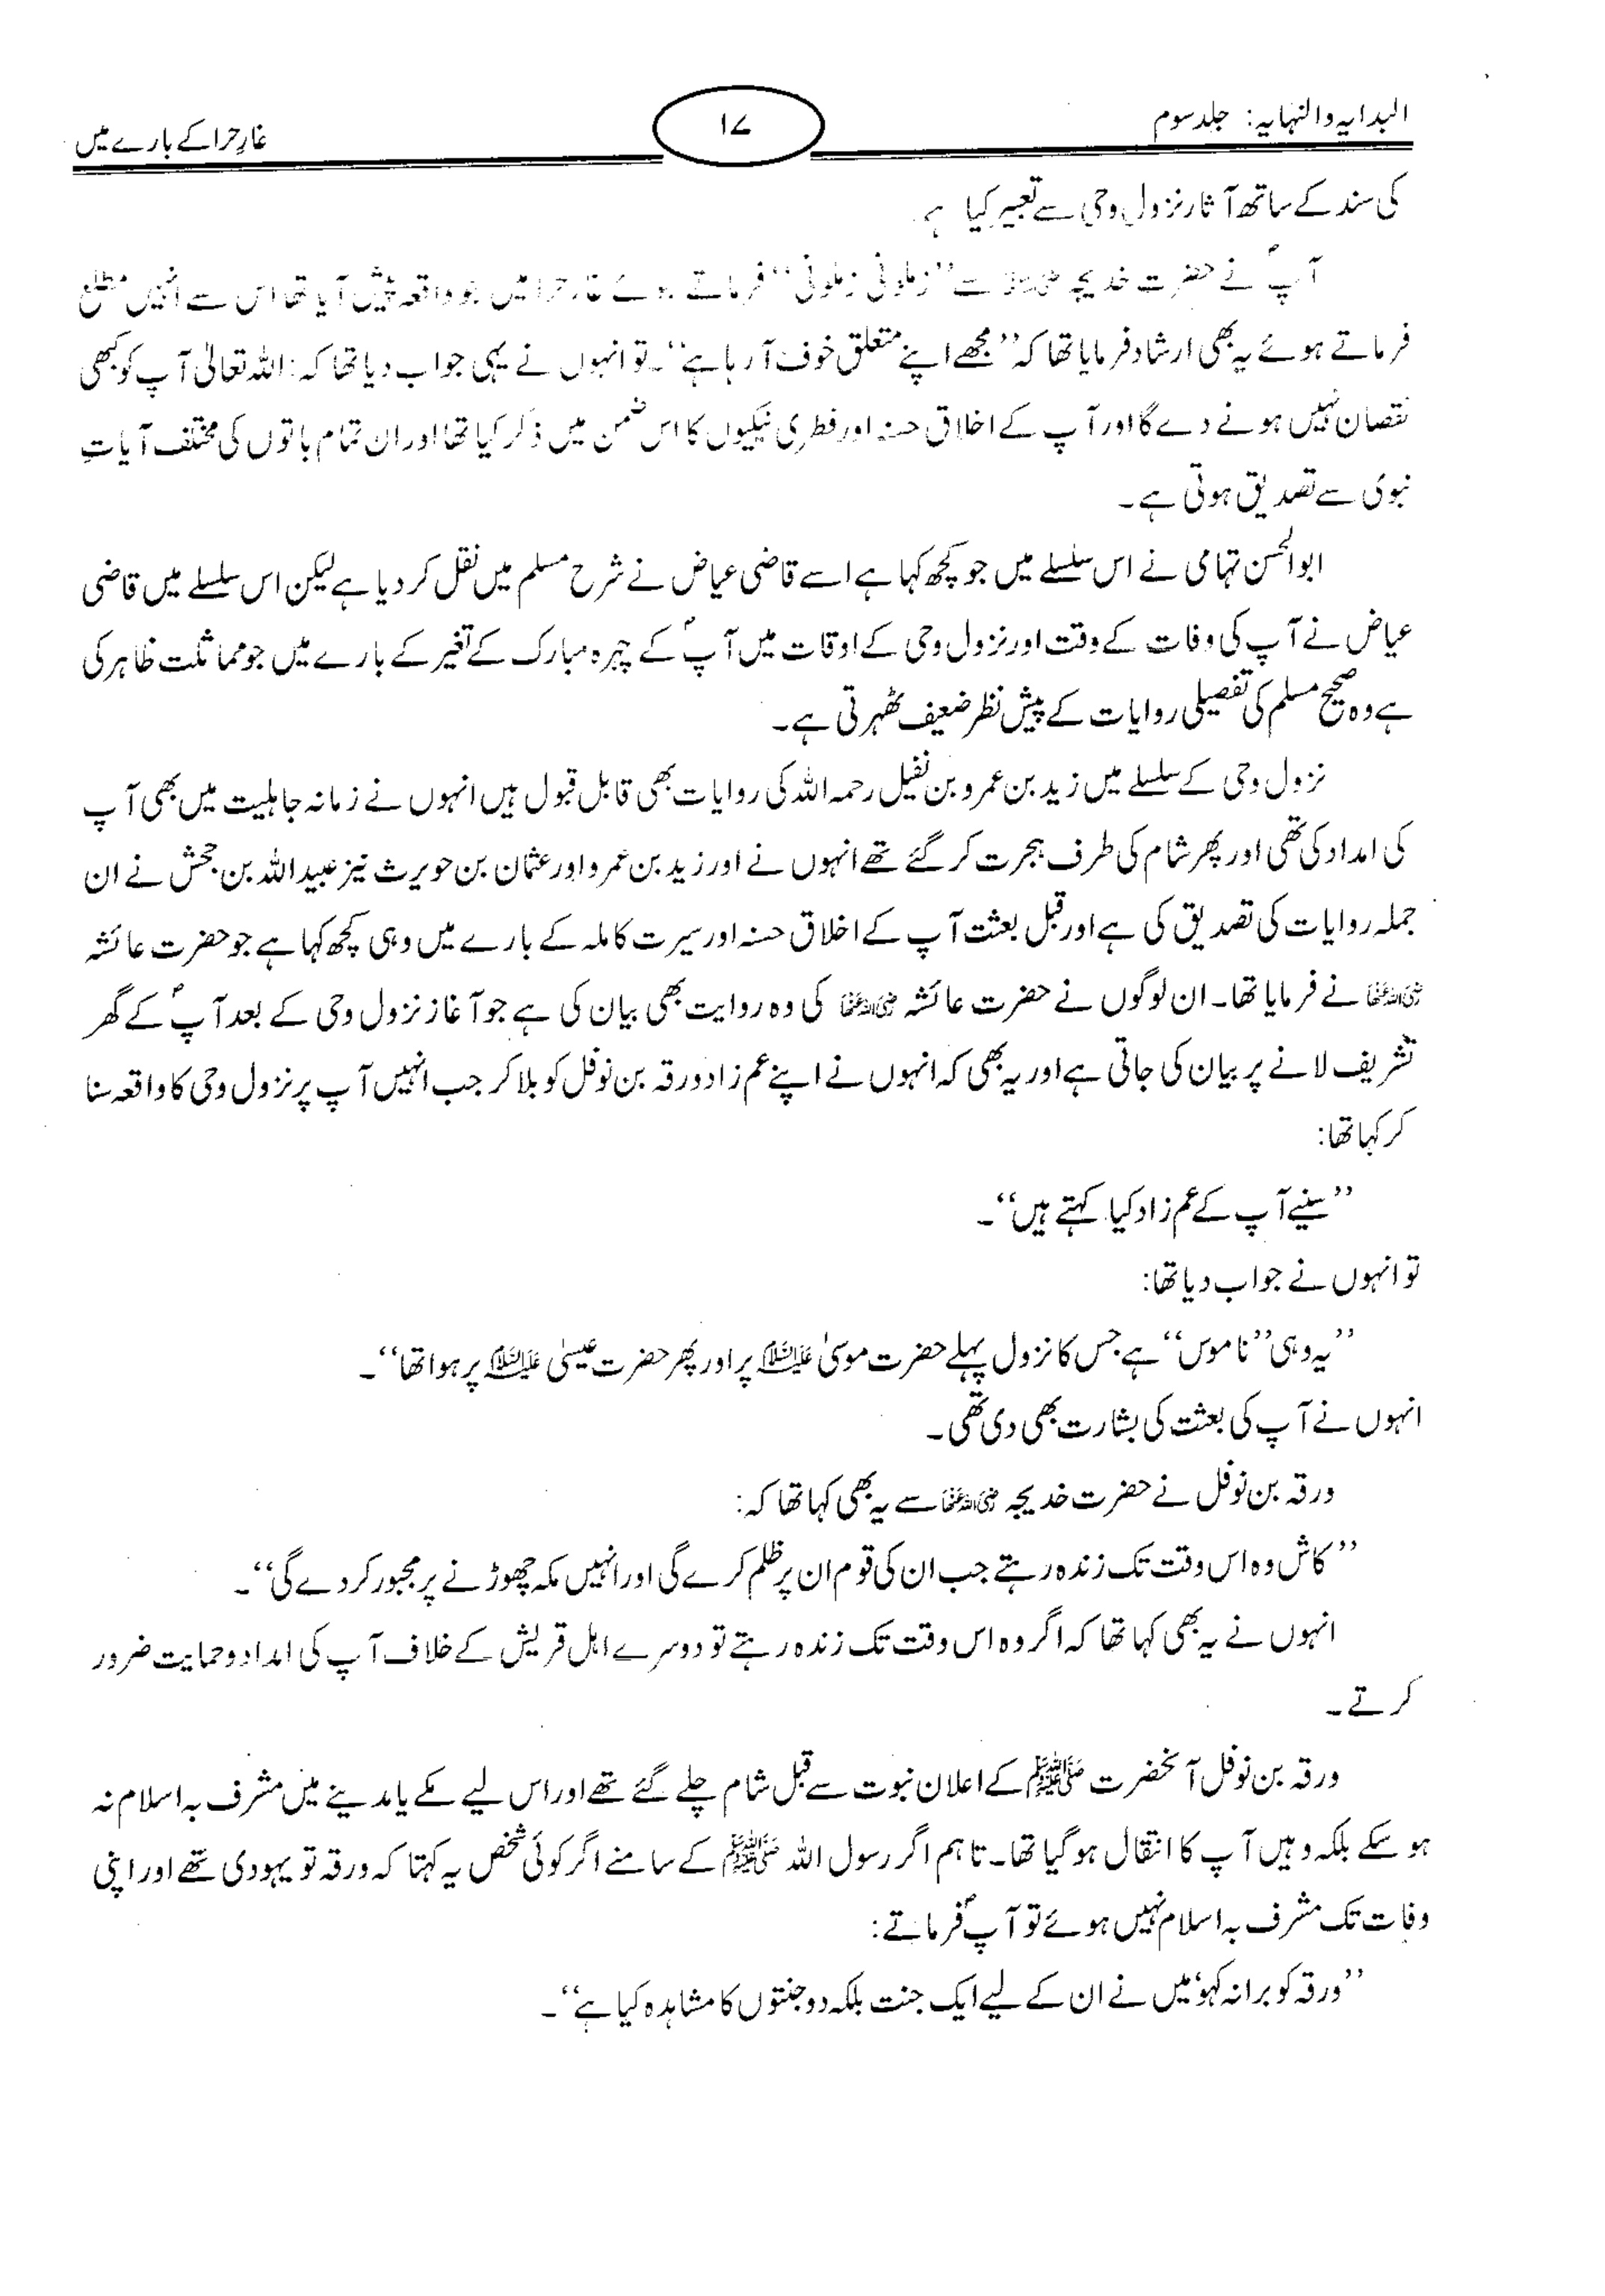 البدایہ والنہایہ: جلد سوم
۱۷
غارِ حرا کے بارے میں
کی سند کے ساتھ آثار نزول وحی سے تعبیر کیا ہے
آپؐ نے حضرت خدیجہ رضی اللہ عنہا سے ’’زملونی زملونی‘‘ فرماتے ہوئے غار حرا میں جو واقعہ پیش آیا تھا اس سے انہیں مطلع
فرماتے ہوئے یہ بھی ارشاد فرمایا تھا کہ ’’مجھے اپنے متعلق خوف آ رہا ہے‘‘۔ تو انہوں نے یہی جواب دیا تھا کہ: اللہ تعالیٰ آپ کو کبھی
نقصان نہیں ہونے دے گا اور آپ کے اخلاق حسنہ اور فطری نیکیوں کا اس ضمن میں ذکر کیا تھا اور ان تمام باتوں کی مختلف آیاتِ
نبوی سے تصدیق ہوتی ہے۔
ابوالحسن تہامی نے اس سلسلے میں جو کچھ کہا ہے اسے قاضی عیاض نے شرح مسلم میں نقل کر دیا ہے لیکن اس سلسلے میں قاضی
عیاض نے آپ کی وفات کے وقت اور نزول وحی کے اوقات میں آپؐ کے چہرہ مبارک کے تغیر کے بارے میں جو مماثلت ظاہر کی
ہے وہ صحیح مسلم کی تفصیلی روایات کے پیش نظر ضعیف ٹھہرتی ہے۔
نزول وحی کے سلسلے میں زید بن عمرو بن نفیل رحمہ اللہ کی روایات بھی قابل قبول ہیں انہوں نے زمانہ جاہلیت میں بھی آپ
کی امداد کی تھی اور پھر شام کی طرف ہجرت کر گئے تھے انہوں نے اور زید بن عمرو اور عثمان بن حویرث نیز عبیداللہ بن جحش نے ان
جملہ روایات کی تصدیق کی ہے اور قبل بعثت آپ کے اخلاق حسنہ اور سیرت کاملہ کے بارے میں وہی کچھ کہا ہے جو حضرت عائشہ
رضی اللہ عنہا نے فرمایا تھا۔ ان لوگوں نے حضرت عائشہ رضی اللہ عنہا کی وہ روایت بھی بیان کی ہے جو آغاز نزول وحی کے بعد آپؐ کے گھر
تشریف لانے پر بیان کی جاتی ہے اور یہ بھی کہ انہوں نے اپنے عم زاد ورقہ بن نوفل کو بلا کر جب انہیں آپ پر نزول وحی کا واقعہ سنا
کر کہا تھا:
’’سنیے آپ کے عم زاد کیا کہتے ہیں‘‘۔
تو انہوں نے جواب دیا تھا:
’’یہ وہی ’’ناموس‘‘ ہے جس کا نزول پہلے حضرت موسیٰ علیہ السلام پر اور پھر حضرت عیسیٰ علیہ السلام پر ہوا تھا‘‘۔
انہوں نے آپ کی بعثت کی بشارت بھی دی تھی۔
ورقہ بن نوفل نے حضرت خدیجہ رضی اللہ عنہا سے یہ بھی کہا تھا کہ:
’’کاش وہ اس وقت تک زندہ رہتے جب ان کی قوم ان پر ظلم کرے گی اور انہیں مکہ چھوڑنے پر مجبور کر دے گی‘‘۔
انہوں نے یہ بھی کہا تھا کہ اگر وہ اس وقت تک زندہ رہتے تو دوسرے اہل قریش کے خلاف آپ کی امداد و حمایت ضرور
کرتے۔
ورقہ بن نوفل آنحضرت ﷺ کے اعلان نبوت سے قبل شام چلے گئے تھے اور اس لیے مکے یا مدینے میں مشرف بہ اسلام نہ
ہو سکے بلکہ وہیں آپ کا انتقال ہو گیا تھا۔ تاہم اگر رسول اللہ ﷺ کے سامنے اگر کوئی شخص یہ کہتا کہ ورقہ تو یہودی تھے اور اپنی
وفات تک مشرف بہ اسلام نہیں ہوئے تو آپؐ فرماتے:
’’ورقہ کو برا نہ کہو‘ میں نے ان کے لیے ایک جنت بلکہ دو جنتوں کا مشاہدہ کیا ہے‘‘۔